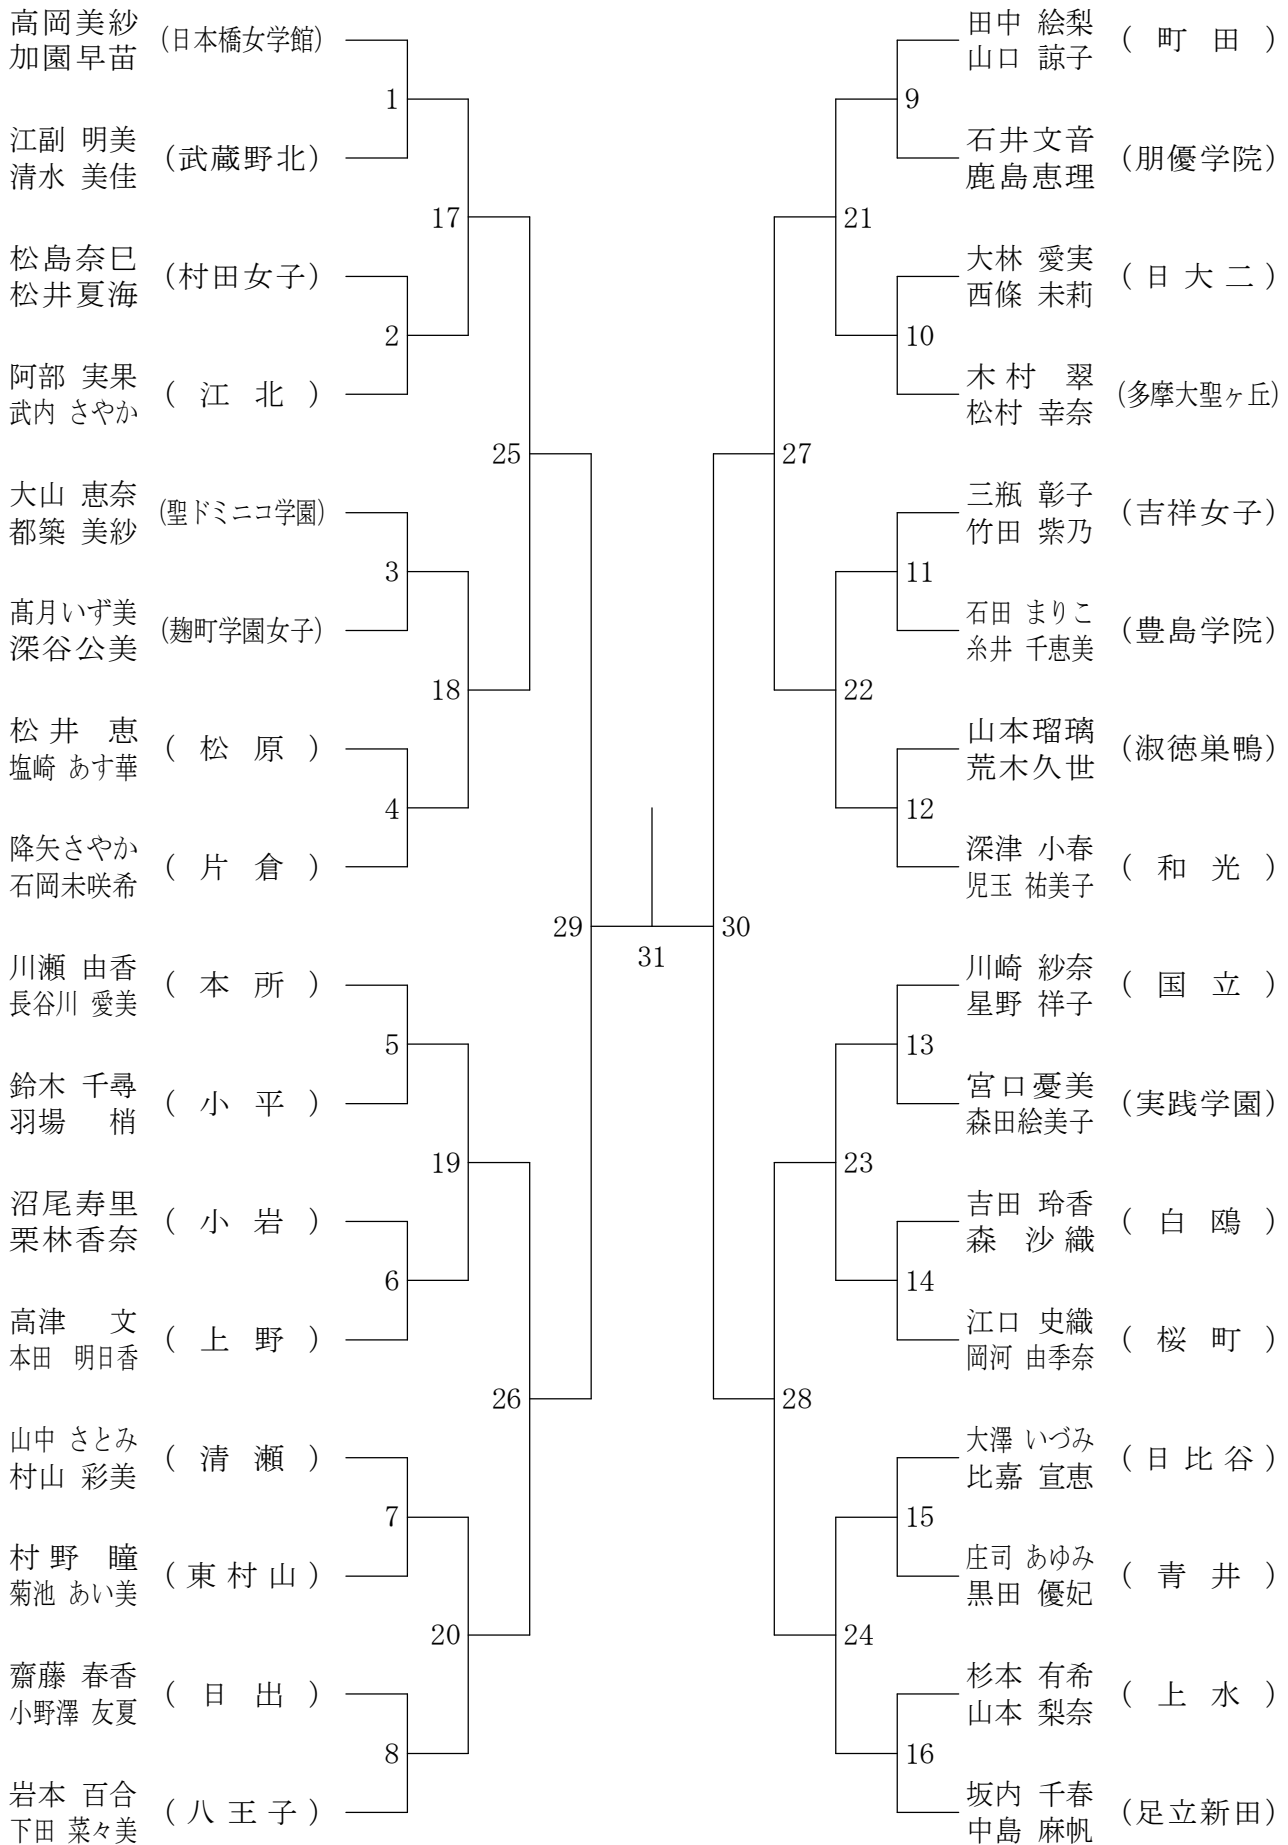 高岡美紗
加園早苗
(日本橋女学館)
1
江副 明美
清水 美佳
(武蔵野北)
17
松島奈巳
松井夏海
(村田女子)
2
阿部 実果
武内 さやか
(江北)
25
大山 恵奈
都築 美紗
(聖ドミニコ学園)
3
髙月いず美
深谷公美
(麹町学園女子)
18
松井 恵
塩崎 あす華
(松原)
4
降矢さやか
石岡未咲希
(片倉)
29
川瀬 由香
長谷川 愛美
(本所)
5
鈴木 千尋
羽場 梢
(小平)
19
沼尾寿里
栗林香奈
(小岩)
6
高津 文
本田 明日香
(上野)
26
山中 さとみ
村山 彩美
(清瀬)
7
村野 瞳
菊池 あい美
(東村山)
20
齋藤 春香
小野澤 友夏
(日出)
8
岩本 百合
下田 菜々美
(八王子)
31
田中 絵梨
山口 諒子
(町田)
9
石井文音
鹿島恵理
(朋優学院)
21
大林 愛実
西條 未莉
(日大二)
10
木村 翠
松村 幸奈
(多摩大聖ヶ丘)
27
三瓶 彰子
竹田 紫乃
(吉祥女子)
11
石田 まりこ
糸井 千恵美
(豊島学院)
22
山本瑠璃
荒木久世
(淑徳巣鴨)
12
深津 小春
児玉 祐美子
(和光)
30
川崎 紗奈
星野 祥子
(国立)
13
宮口憂美
森田絵美子
(実践学園)
23
吉田 玲香
森 沙織
(白鴎)
14
江口 史織
岡河 由季奈
(桜町)
28
大澤 いづみ
比嘉 宣恵
(日比谷)
15
庄司 あゆみ
黒田 優妃
(青井)
24
杉本 有希
山本 梨奈
(上水)
16
坂内 千春
中島 麻帆
(足立新田)